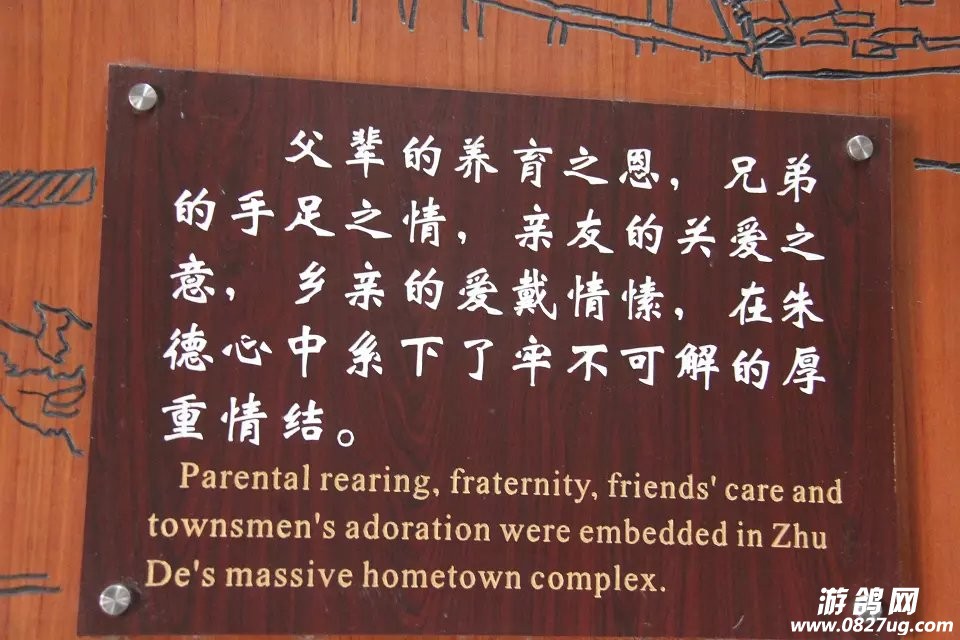 父辈的养育之恩，兄弟
的手足之情，亲友的关爱之
意，乡亲的爱戴情愫，在朱
德心中系下了牢不可解的厚
重情结。
Parental rearing, fraternity, friends' care and
townsmen's adoration were embedded in Zhu
De's massive hometown complex.
游鸽网
www.0827ug.com